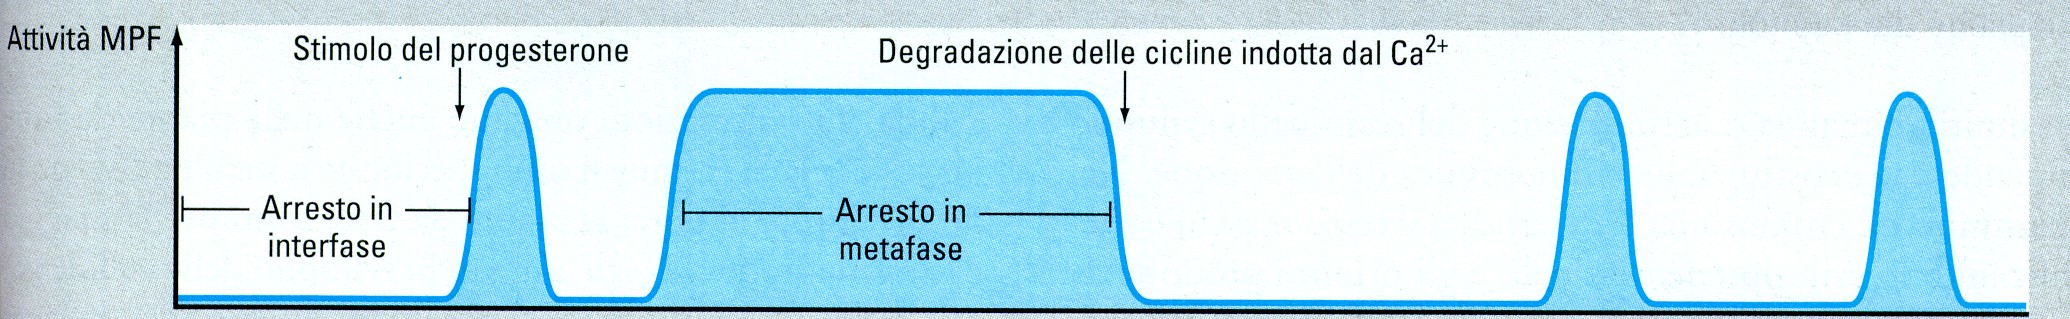 Attività MPF
Stimolo del progesterone
Degradazione delle cicline indotta dal Ca²⁺
Arresto in
interfase
Arresto in
metafase